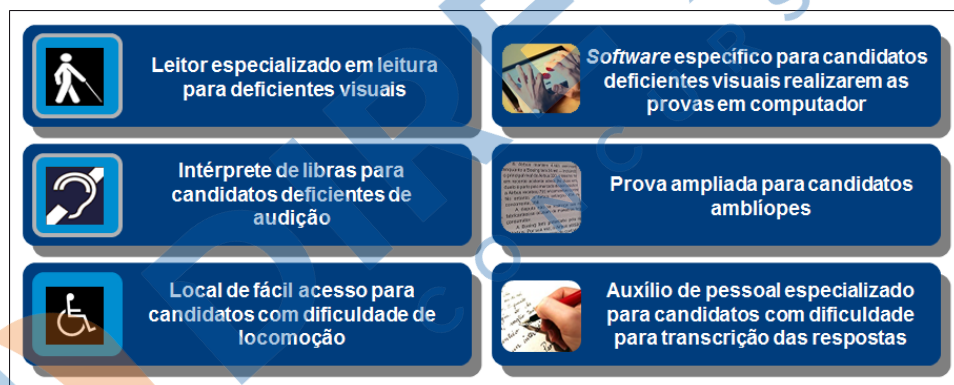 Leitor especializado em leitura
para deficientes visuais
Software específico para candidatos
deficientes visuais realizarem as
provas em computador
Intérprete de libras para
candidatos deficientes de
audição
Prova ampliada para candidatos
amblíopes
Local de fácil acesso para
candidatos com dificuldade de
locomoção
Auxílio de pessoal especializado
para candidatos com dificuldade
para transcrição das respostas